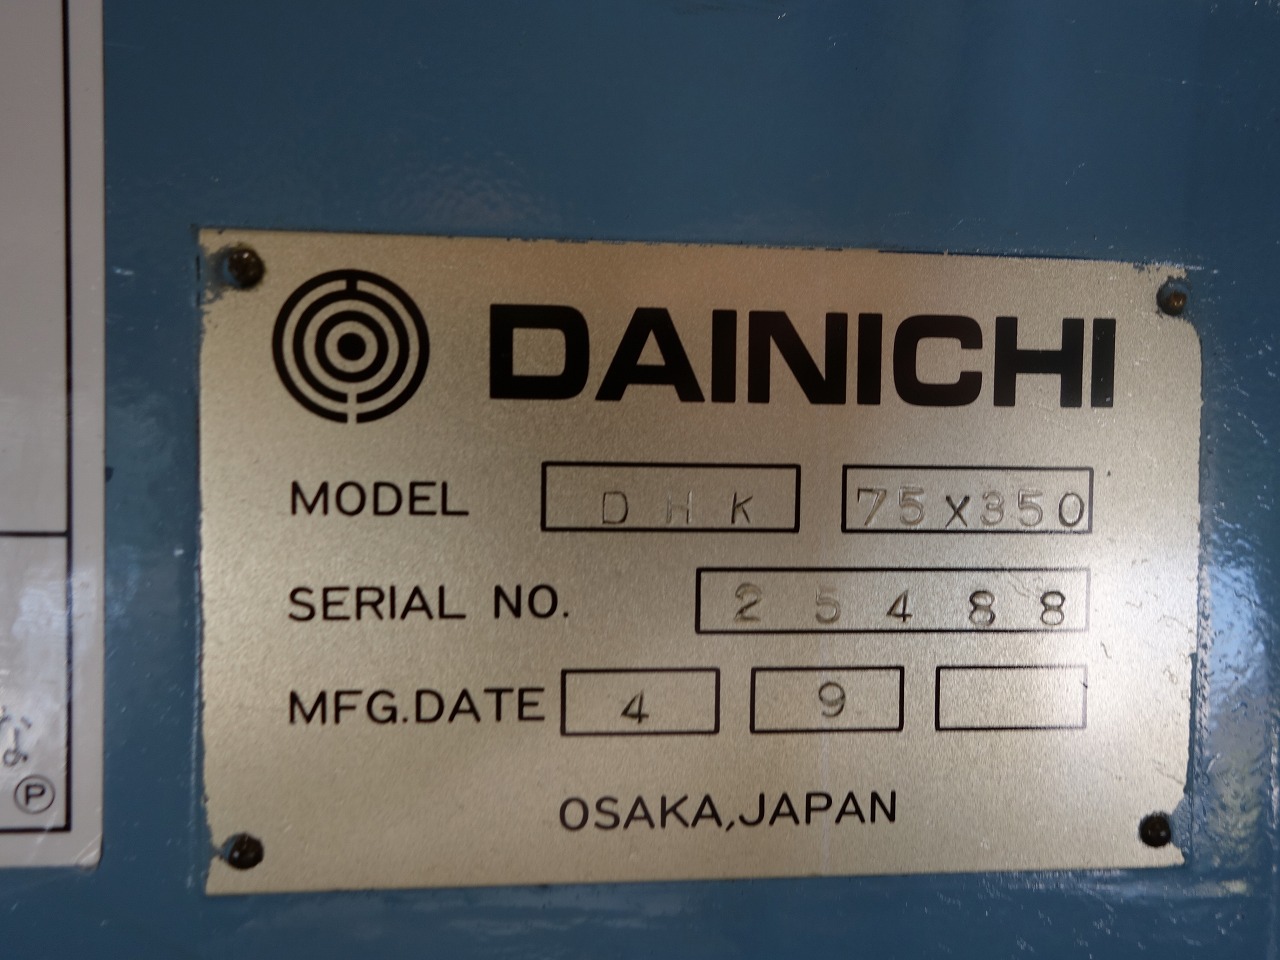 DAINICHI
MODEL DHK 75X350
SERIAL NO. 25488
MFG.DATE 4 9
OSAKA, JAPAN
P